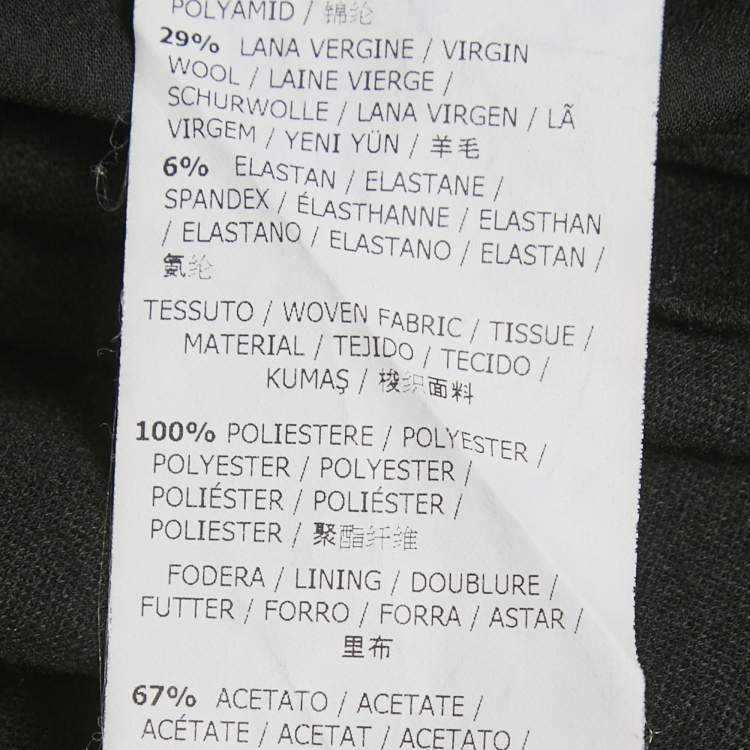 POLYAMID / 锦纶
29% LANA VERGINE / VIRGIN
WOOL / LAINE VIERGE /
SCHURWOLLE / LANA VIRGEN / LÃ
VIRGEM / YENI YÜN / 羊毛
6% ELASTAN / ELASTANE /
SPANDEX / ÉLASTHANNE / ELASTHAN
/ ELASTANO / ELASTANO / ELASTAN /
氨纶
TESSUTO / WOVEN FABRIC / TISSUE /
MATERIAL / TEJIDO / TECIDO /
KUMAŞ / 梭织面料
100% POLIESTERE / POLYESTER /
POLYESTER / POLYESTER /
POLIÉSTER / POLIÉSTER /
POLIESTER / 聚酯纤维
FODERA / LINING / DOUBLURE /
FUTTER / FORRO / FORRA / ASTAR /
里布
67% ACETATO / ACETATE /
ACÉTATE / ACETAT / ACETATO /